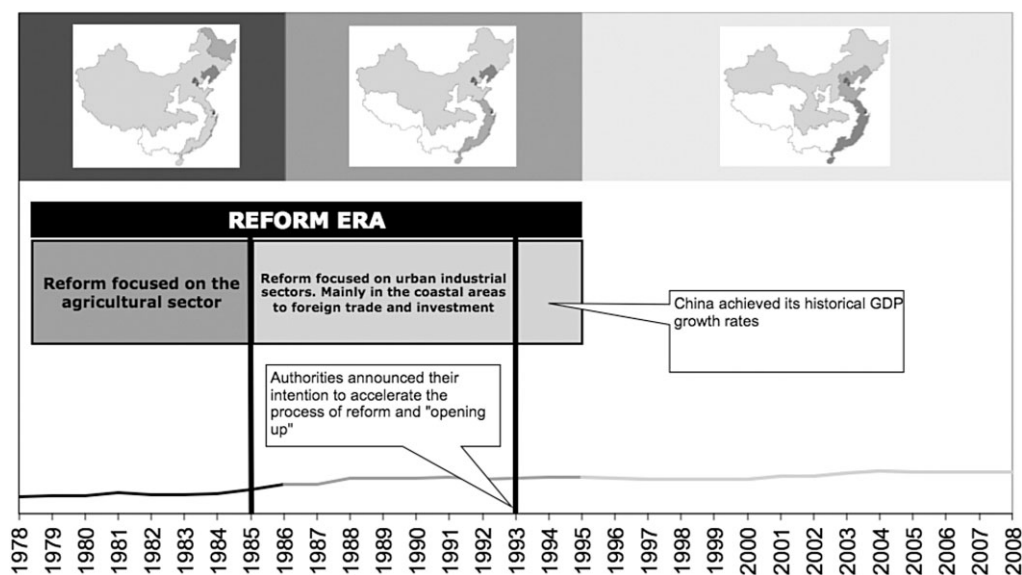 REFORM ERA
Reform focused on the
agricultural sector
Reform focused on urban industrial
sectors. Mainly in the coastal areas
to foreign trade and investment
China achieved its historical GDP
growth rates
Authorities announced their
intention to accelerate the
process of reform and "opening
up"
1978
1979
1980
1981
1982
1983
1984
1985
1986
1987
1988
1989
1990
1991
1992
1993
1994
1995
1996
1997
1998
1999
2000
2001
2002
2003
2004
2005
2006
2007
2008